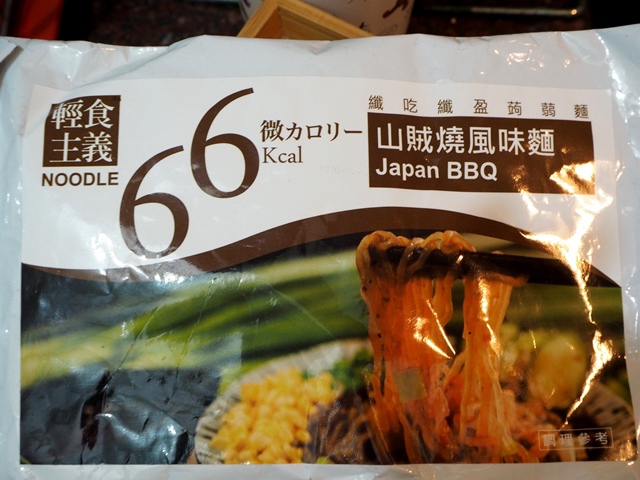 輕食
主義
NOODLE
66
微カロリー
Kcal
纖吃纖盈蒟蒻麵
山賊燒風味麵
Japan BBQ
調理參考